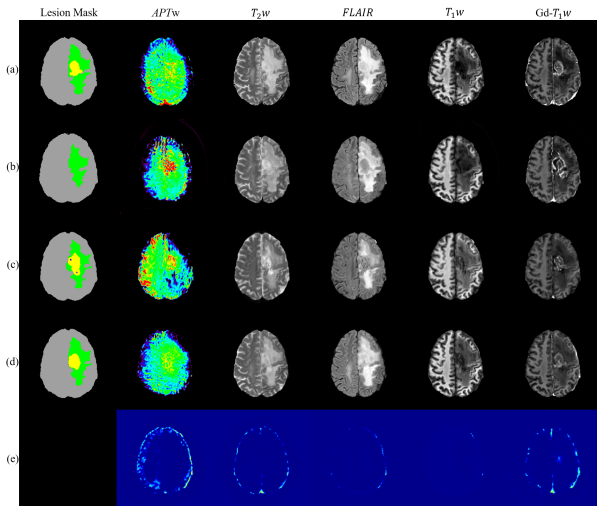 Lesion Mask APTw T₂w FLAIR T₁w Gd-T₁w
(a)
(b)
(c)
(d)
(e)